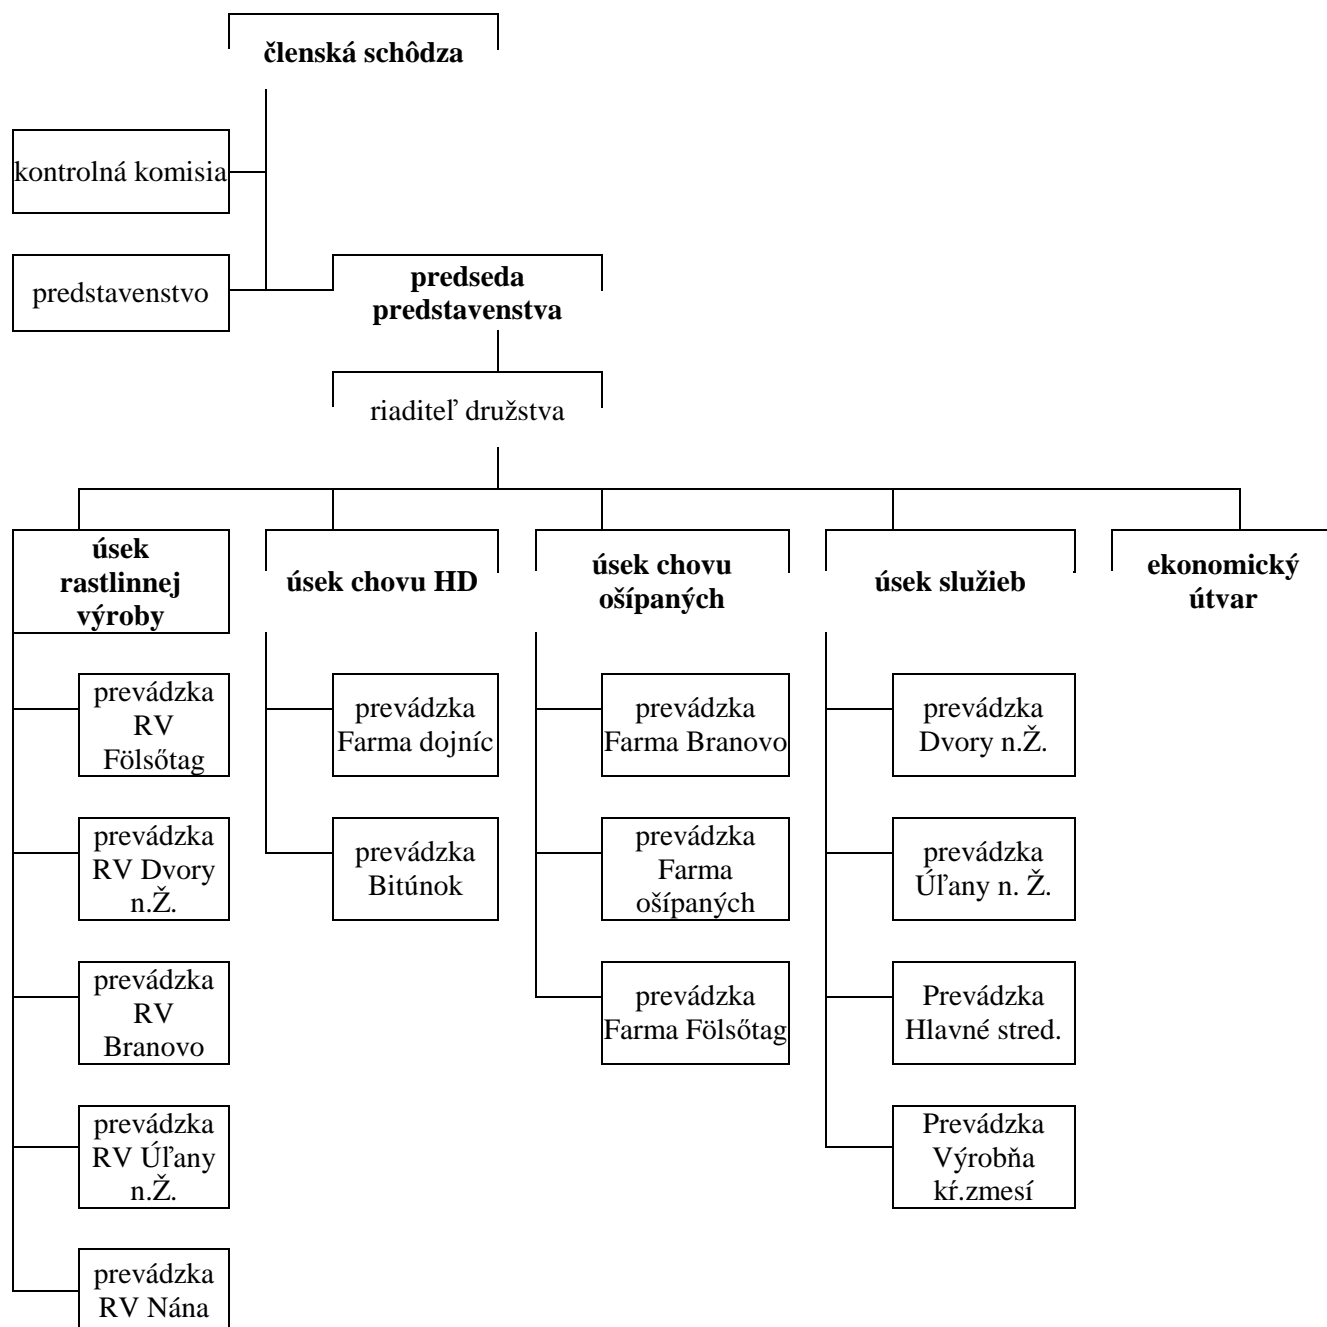 členská schôdza
kontrolná komisia
predstavenstvo
predseda
predstavenstva
riaditeľ družstva
úsek
rastlinnej
výroby
úsek chovu HD
úsek chovu
ošípaných
úsek služieb
ekonomický
útvar
prevádzka
RV
Fölsőtag
prevádzka
RV Dvory
n.Ž.
prevádzka
RV
Branovo
prevádzka
RV Úľany
n.Ž.
prevádzka
RV Nána
prevádzka
Farma dojníc
prevádzka
Bitúnok
prevádzka
Farma Branovo
prevádzka
Farma
ošípaných
prevádzka
Farma Fölsőtag
prevádzka
Dvory n.Ž.
prevádzka
Úľany n. Ž.
Prevádzka
Hlavné stred.
Prevádzka
Výrobňa
kŕ.zmesí